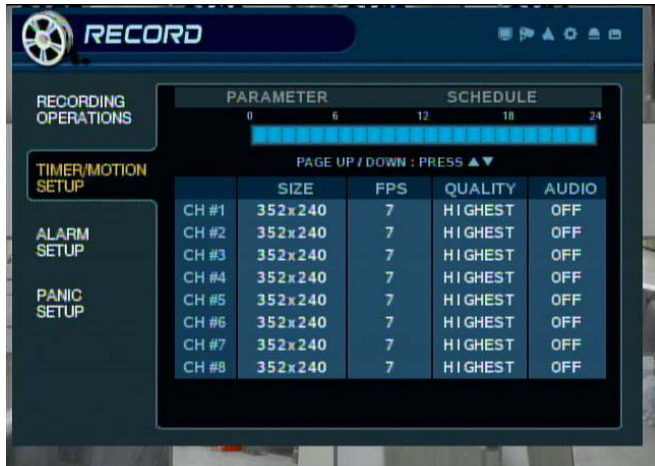 RECORD
RECORDING
OPERATIONS
TIMER/MOTION
SETUP
ALARM
SETUP
PANIC
SETUP
PARAMETER SCHEDULE
0 6 12 18 24
PAGE UP / DOWN : PRESS ▲▼
SIZE FPS QUALITY AUDIO
CH #1 352x240 7 HIGHEST OFF
CH #2 352x240 7 HIGHEST OFF
CH #3 352x240 7 HIGHEST OFF
CH #4 352x240 7 HIGHEST OFF
CH #5 352x240 7 HIGHEST OFF
CH #6 352x240 7 HIGHEST OFF
CH #7 352x240 7 HIGHEST OFF
CH #8 352x240 7 HIGHEST OFF